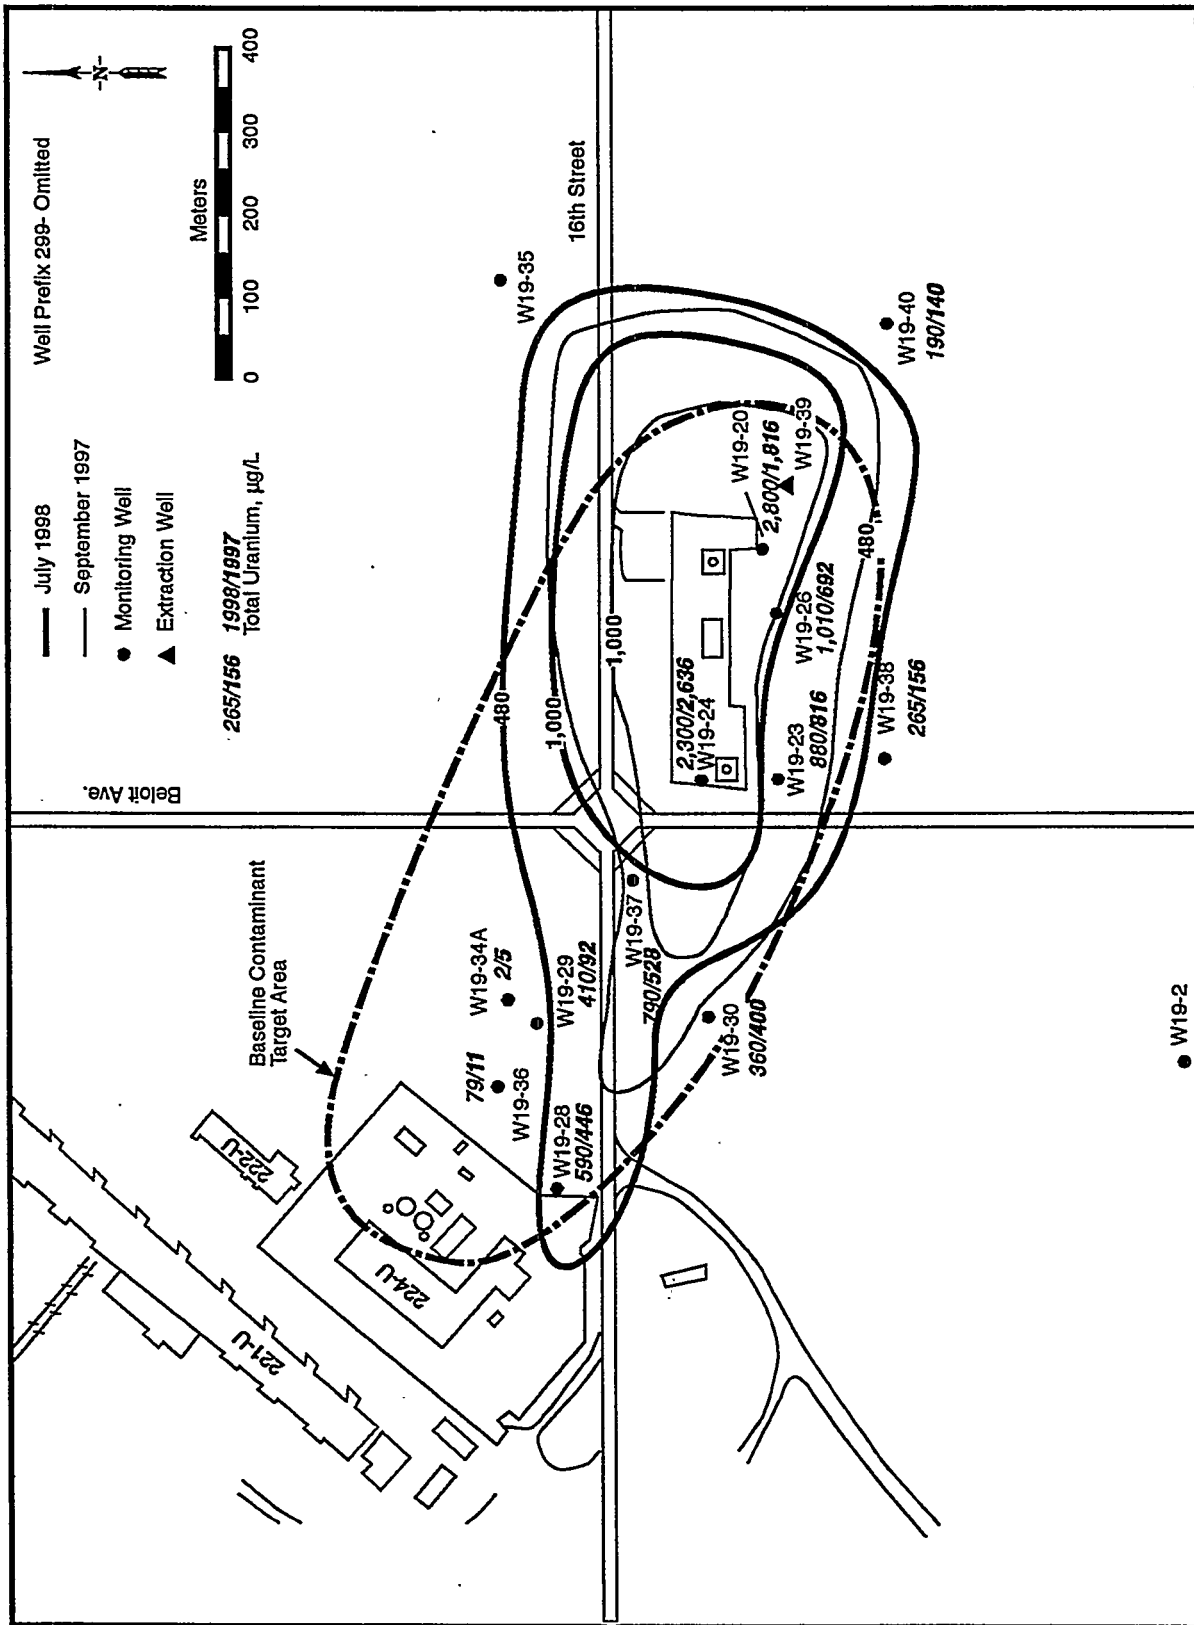 July 1998
September 1997
Monitoring Well
Extraction Well
265/156 1998/1997
Total Uranium, µg/L
Well Prefix 299- Omitted
-N-
Meters
0 100 200 300 400
Beloit Ave.
16th Street
Baseline Contaminant
Target Area
221-U
222-U
224-U
W19-35
W19-34A
2/5
79/11
W19-36
W19-29
410/92
W19-28
590/446
W19-37
790/528
W19-30
360/400
480
1,000
1,000
2,300/2,636
W19-24
W19-20
2,800/1,816
W19-39
W19-26
1,010/692
W19-23
880/816
480
W19-38
265/156
W19-40
190/140
W19-2